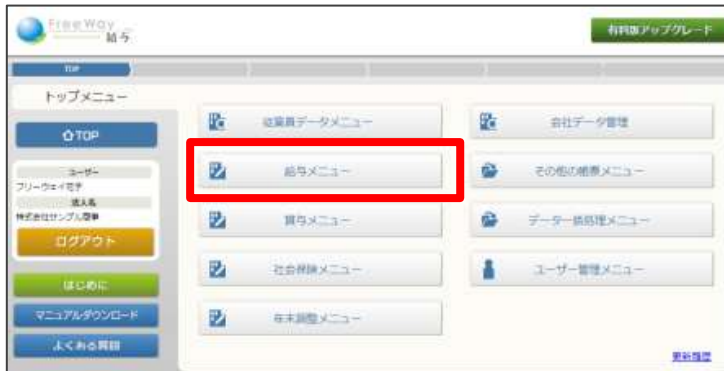 FreeWay
給与
有料版アップグレード
TOP
トップメニュー
TOP
ユーザー
フリーウェイ花子
法人名
株式会社サンプル商事
ログアウト
はじめに
マニュアルダウンロード
よくある質問
従業員データメニュー
会社データ管理
給与メニュー
その他の帳票メニュー
賞与メニュー
データ一括処理メニュー
社会保険メニュー
ユーザー管理メニュー
年末調整メニュー
更新履歴